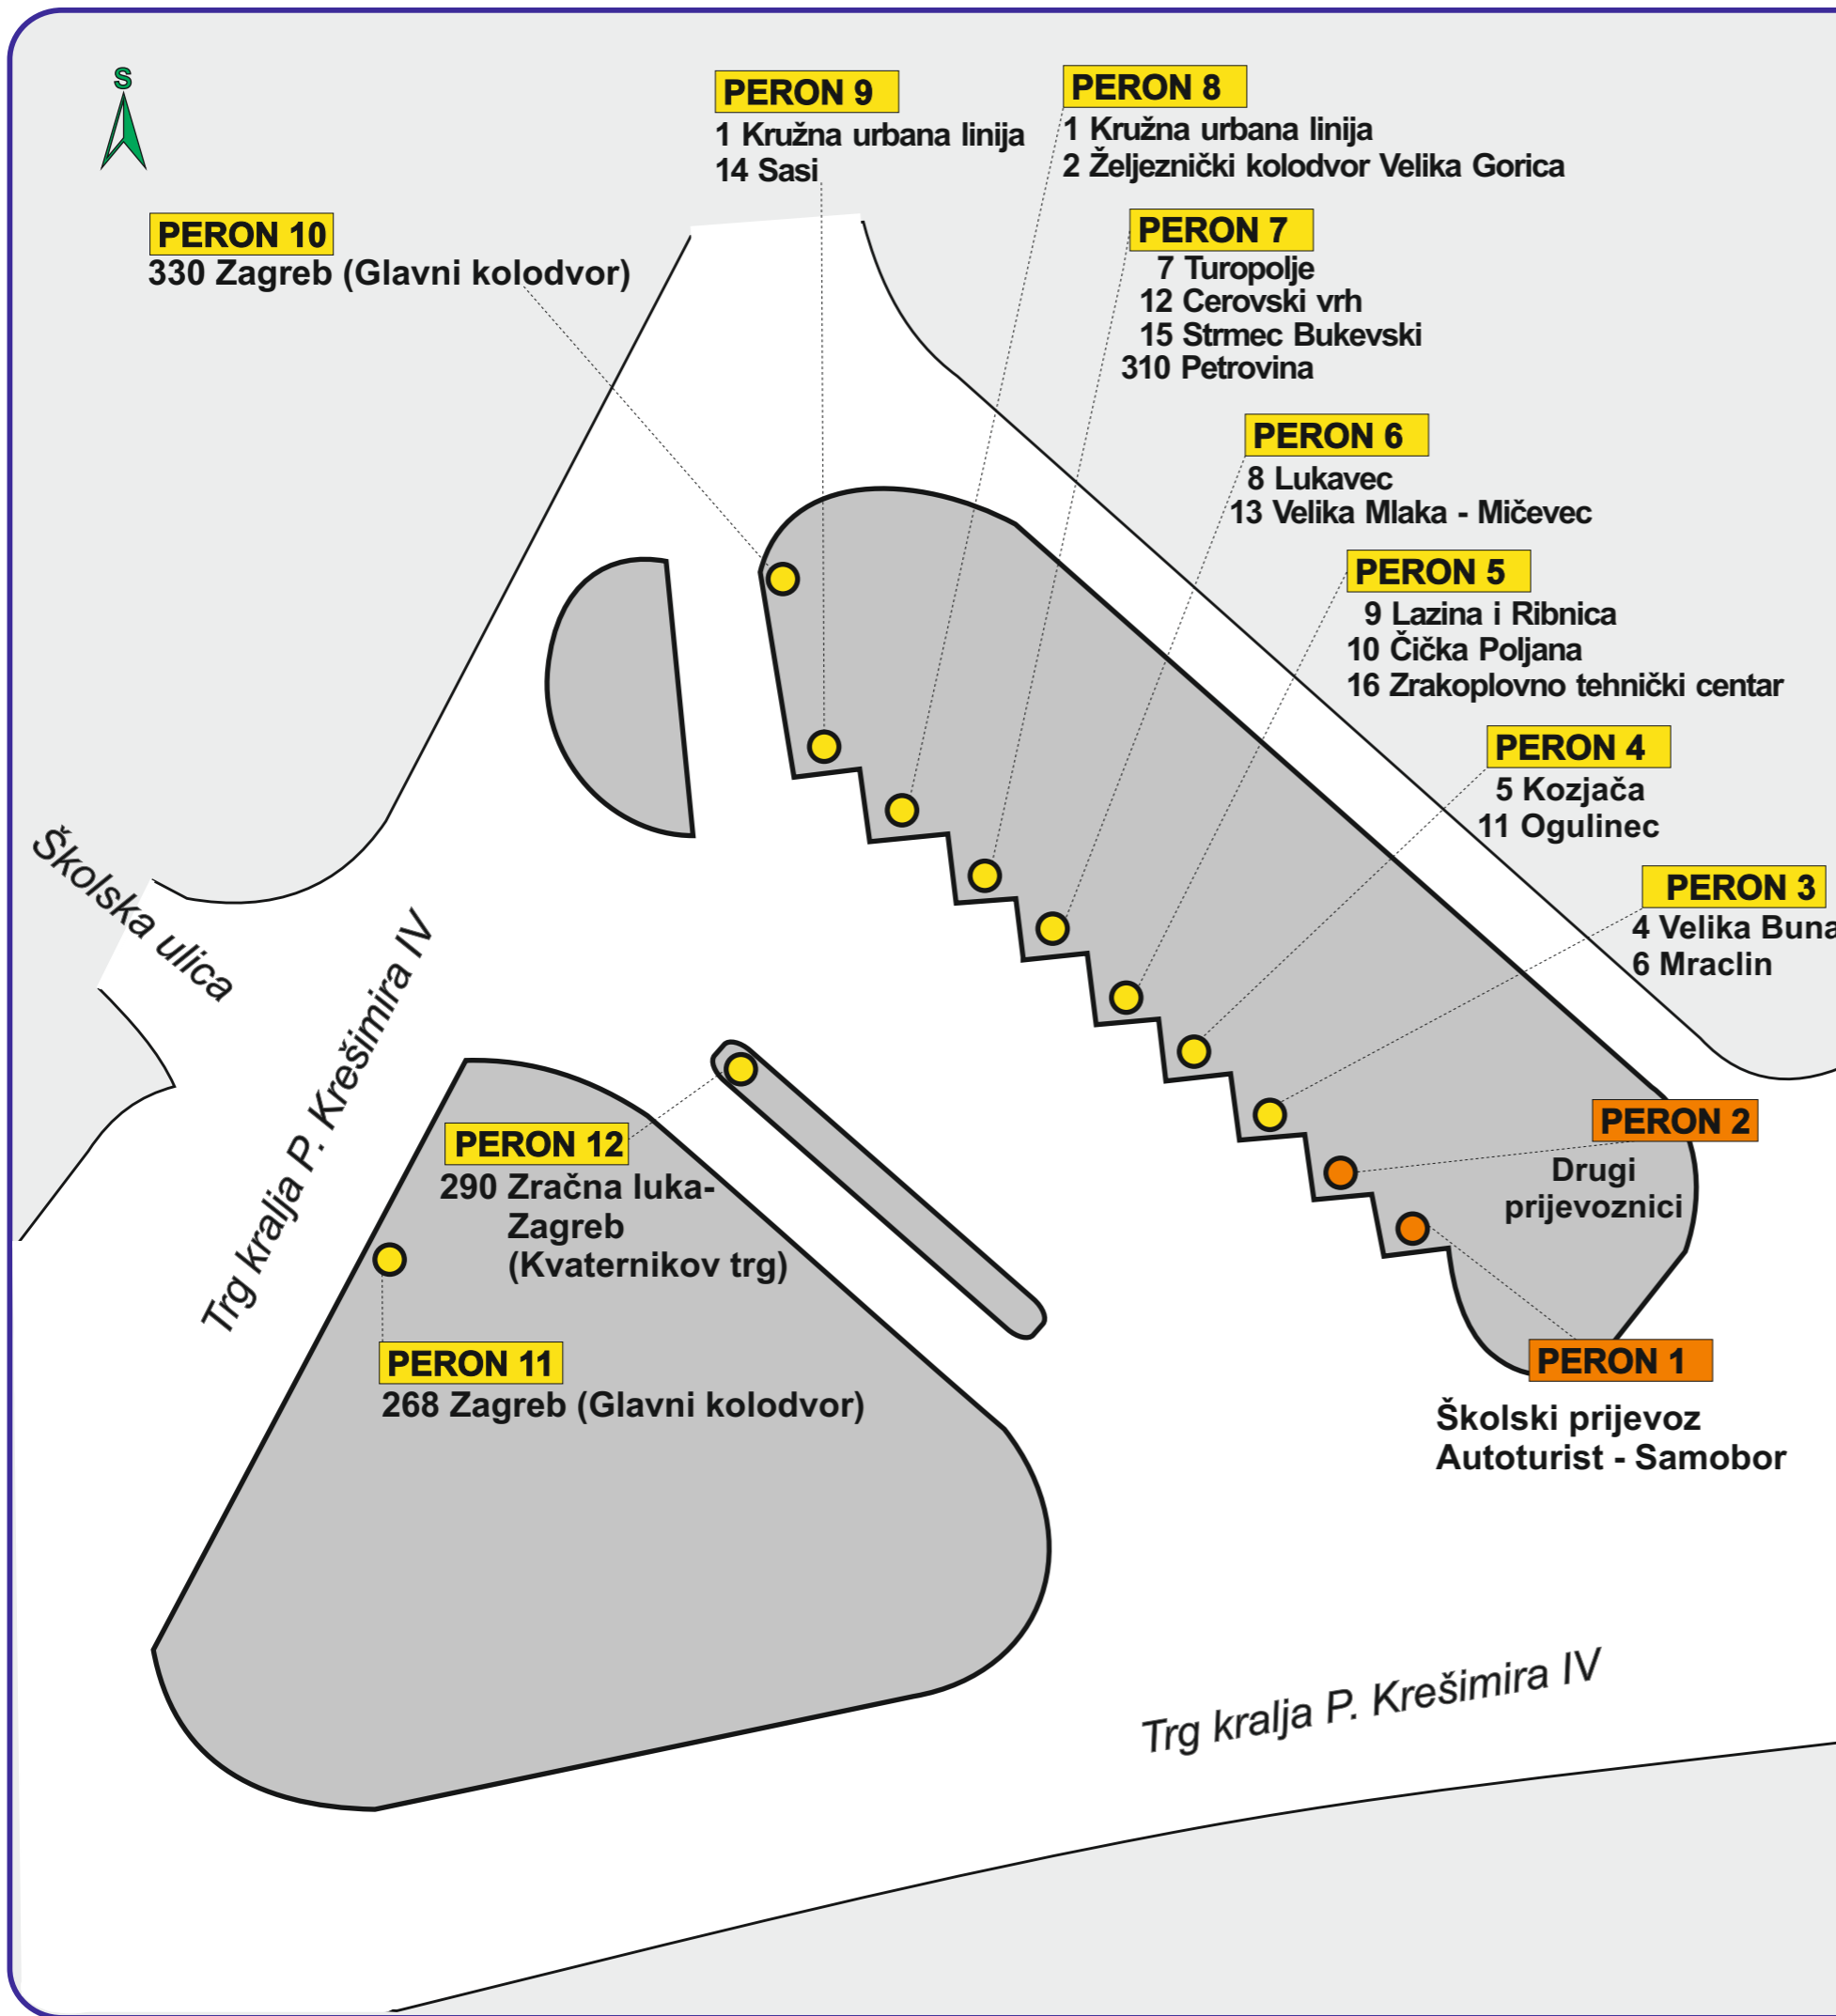 S
PERON 9
1 Kružna urbana linija
14 Sasi
PERON 8
1 Kružna urbana linija
2 Željeznički kolodvor Velika Gorica
PERON 10
330 Zagreb (Glavni kolodvor)
PERON 7
7 Turopolje
12 Cerovski vrh
15 Strmec Bukevski
310 Petrovina
PERON 6
8 Lukavec
13 Velika Mlaka - Mičevec
PERON 5
9 Lazina i Ribnica
10 Čička Poljana
16 Zrakoplovno tehnički centar
PERON 4
5 Kozjača
11 Ogulinec
PERON 3
4 Velika Buna
6 Mraclin
Školska ulica
Trg kralja P. Krešimira IV
PERON 12
290 Zračna luka-
Zagreb
(Kvaternikov trg)
PERON 2
Drugi
prijevoznici
PERON 11
268 Zagreb (Glavni kolodvor)
PERON 1
Školski prijevoz
Autoturist - Samobor
Trg kralja P. Krešimira IV